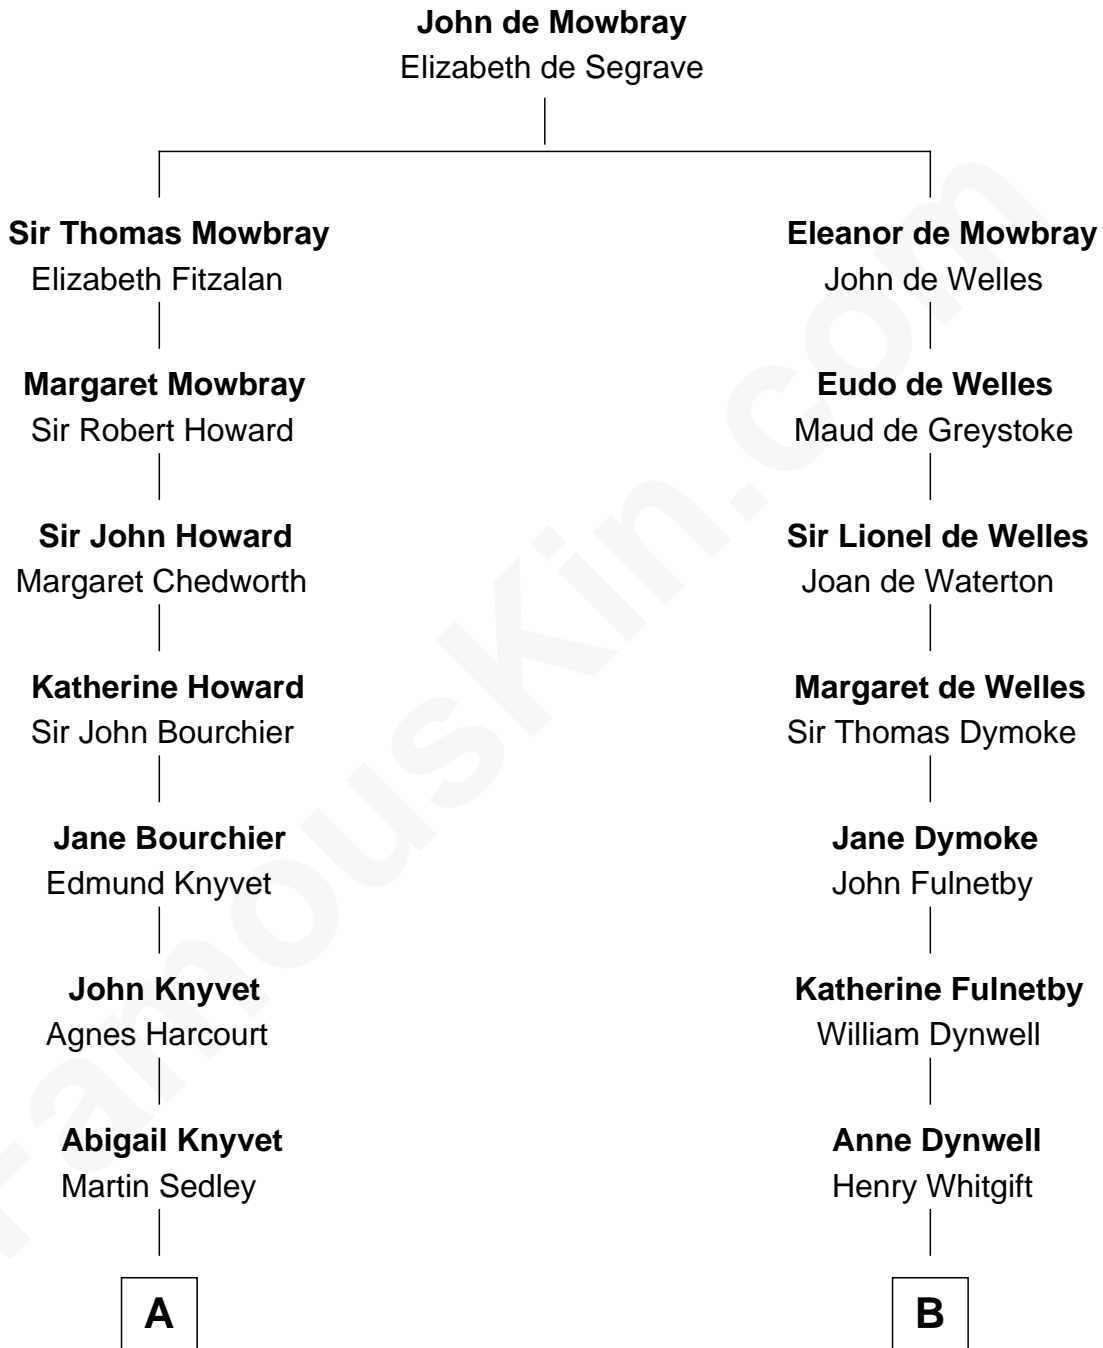 John de Mowbray
Elizabeth de Segrave
Sir Thomas Mowbray
Elizabeth Fitzalan
Eleanor de Mowbray
John de Welles
Margaret Mowbray
Sir Robert Howard
Eudo de Welles
Maud de Greystoke
Sir John Howard
Margaret Chedworth
Sir Lionel de Welles
Joan de Waterton
Katherine Howard
Sir John Bourchier
Margaret de Welles
Sir Thomas Dymoke
Jane Bourchier
Edmund Knyvet
Jane Dymoke
John Fulnetby
John Knyvet
Agnes Harcourt
Katherine Fulnetby
William Dynwell
Abigail Knyvet
Martin Sedley
Anne Dynwell
Henry Whitgift
A
B
FamousKin.com